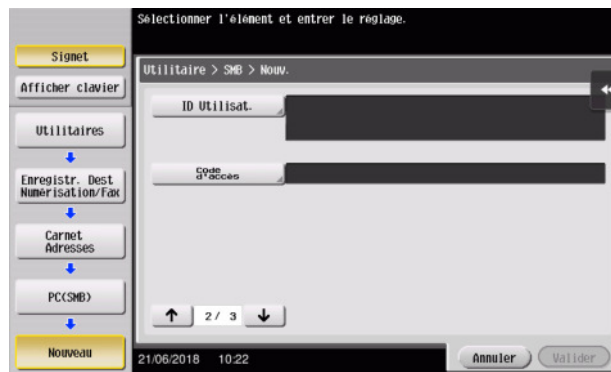 Sélectionner l'élément et entrer le réglage.
Signet
Afficher clavier
Utilitaires
Enregistr. Dest
Numérisation/Fax
Carnet
Adresses
PC(SMB)
Nouveau
Utilitaire > SMB > Nouv.
ID Utilisat.
Code
d'accès
2/ 3
21/06/2018 10:22
Annuler
Valider